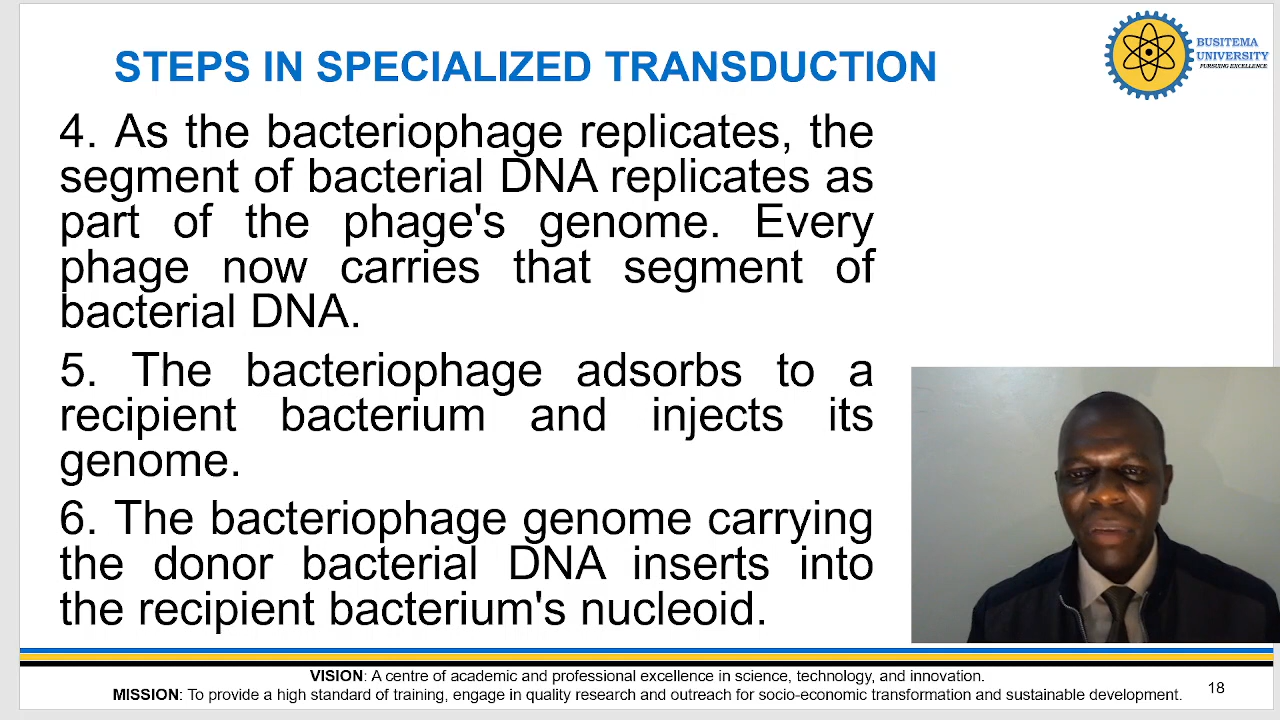 STEPS IN SPECIALIZED TRANSDUCTION
BUSITEMA
UNIVERSITY
PURSUING EXCELLENCE
4. As the bacteriophage replicates, the
segment of bacterial DNA replicates as
part of the phage's genome. Every
phage now carries that segment of
bacterial DNA.
5. The bacteriophage adsorbs to a
recipient bacterium and injects its
genome.
6. The bacteriophage genome carrying
the donor bacterial DNA inserts into
the recipient bacterium's nucleoid.
VISION: A centre of academic and professional excellence in science, technology, and innovation.
MISSION: To provide a high standard of training, engage in quality research and outreach for socio-economic transformation and sustainable development.
18